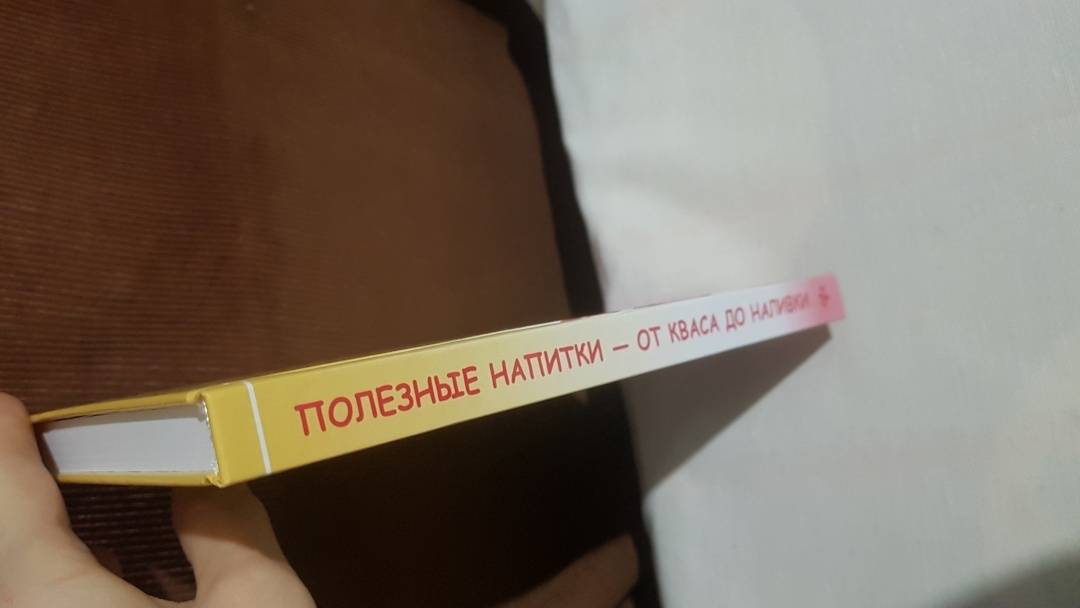 ПОЛЕЗНЫЕ НАПИТКИ — ОТ КВАСА ДО НАЛИВКИ